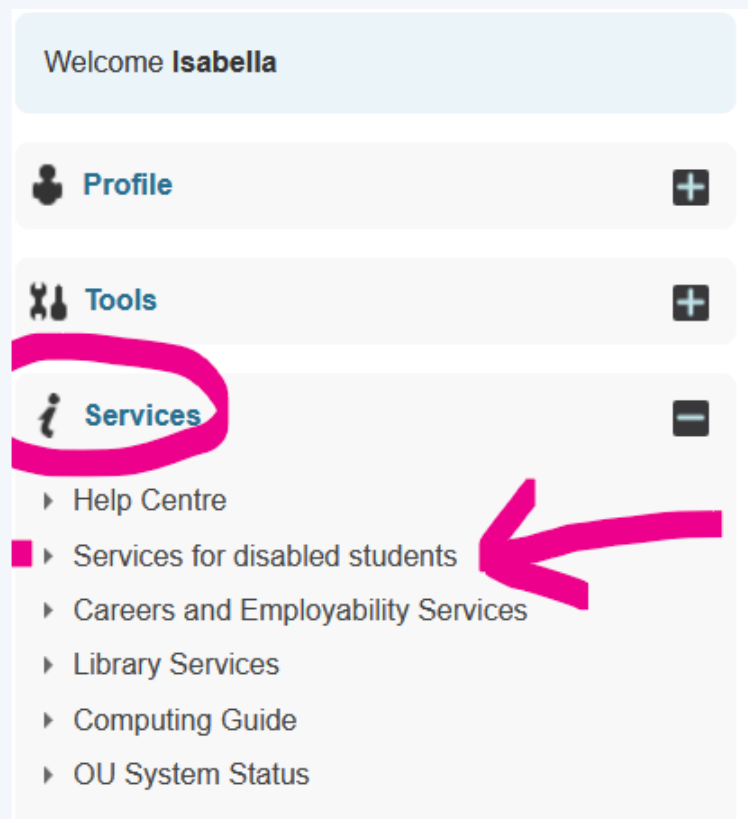 Welcome Isabella
Profile
Tools
Services
Help Centre
Services for disabled students
Careers and Employability Services
Library Services
Computing Guide
OU System Status